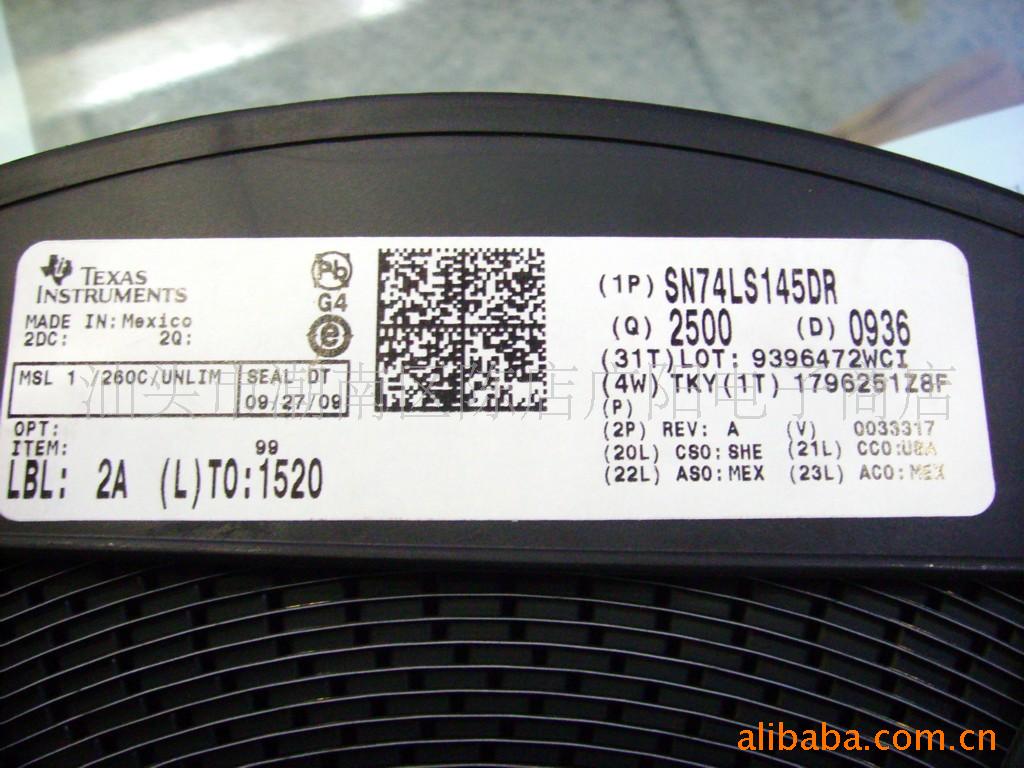 TEXAS
INSTRUMENTS
MADE IN: Mexico
2DC: 2Q:
MSL 1 /260C/UNLIM
SEAL DT
09/27/09
OPT:
ITEM: 99
LBL: 2A (L)TO:1520
Pb
G4
e
(1P) SN74LS145DR
(Q) 2500 (D) 0936
(31T)LOT: 9396472WCI
(4W) TKY(1T) 1796251Z8F
(P)
(2P) REV: A (V) 0033317
(20L) CSO:SHE (21L) CCO:USA
(22L) ASO:MEX (23L) ACO:MEX
汕头市潮南区陈店广阳电子商店
alibaba.com.cn